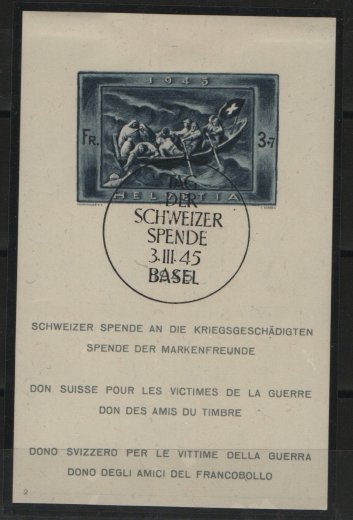 1945
FR. 3+7
HELVETIA
TAG
DER
SCHWEIZER
SPENDE
3.III.45
BASEL
SCHWEIZER SPENDE AN DIE KRIEGSGESCHÄDIGTEN
SPENDE DER MARKENFREUNDE
DON SUISSE POUR LES VICTIMES DE LA GUERRE
DON DES AMIS DU TIMBRE
DONO SVIZZERO PER LE VITTIME DELLA GUERRA
DONO DEGLI AMICI DEL FRANCOBOLLO
2